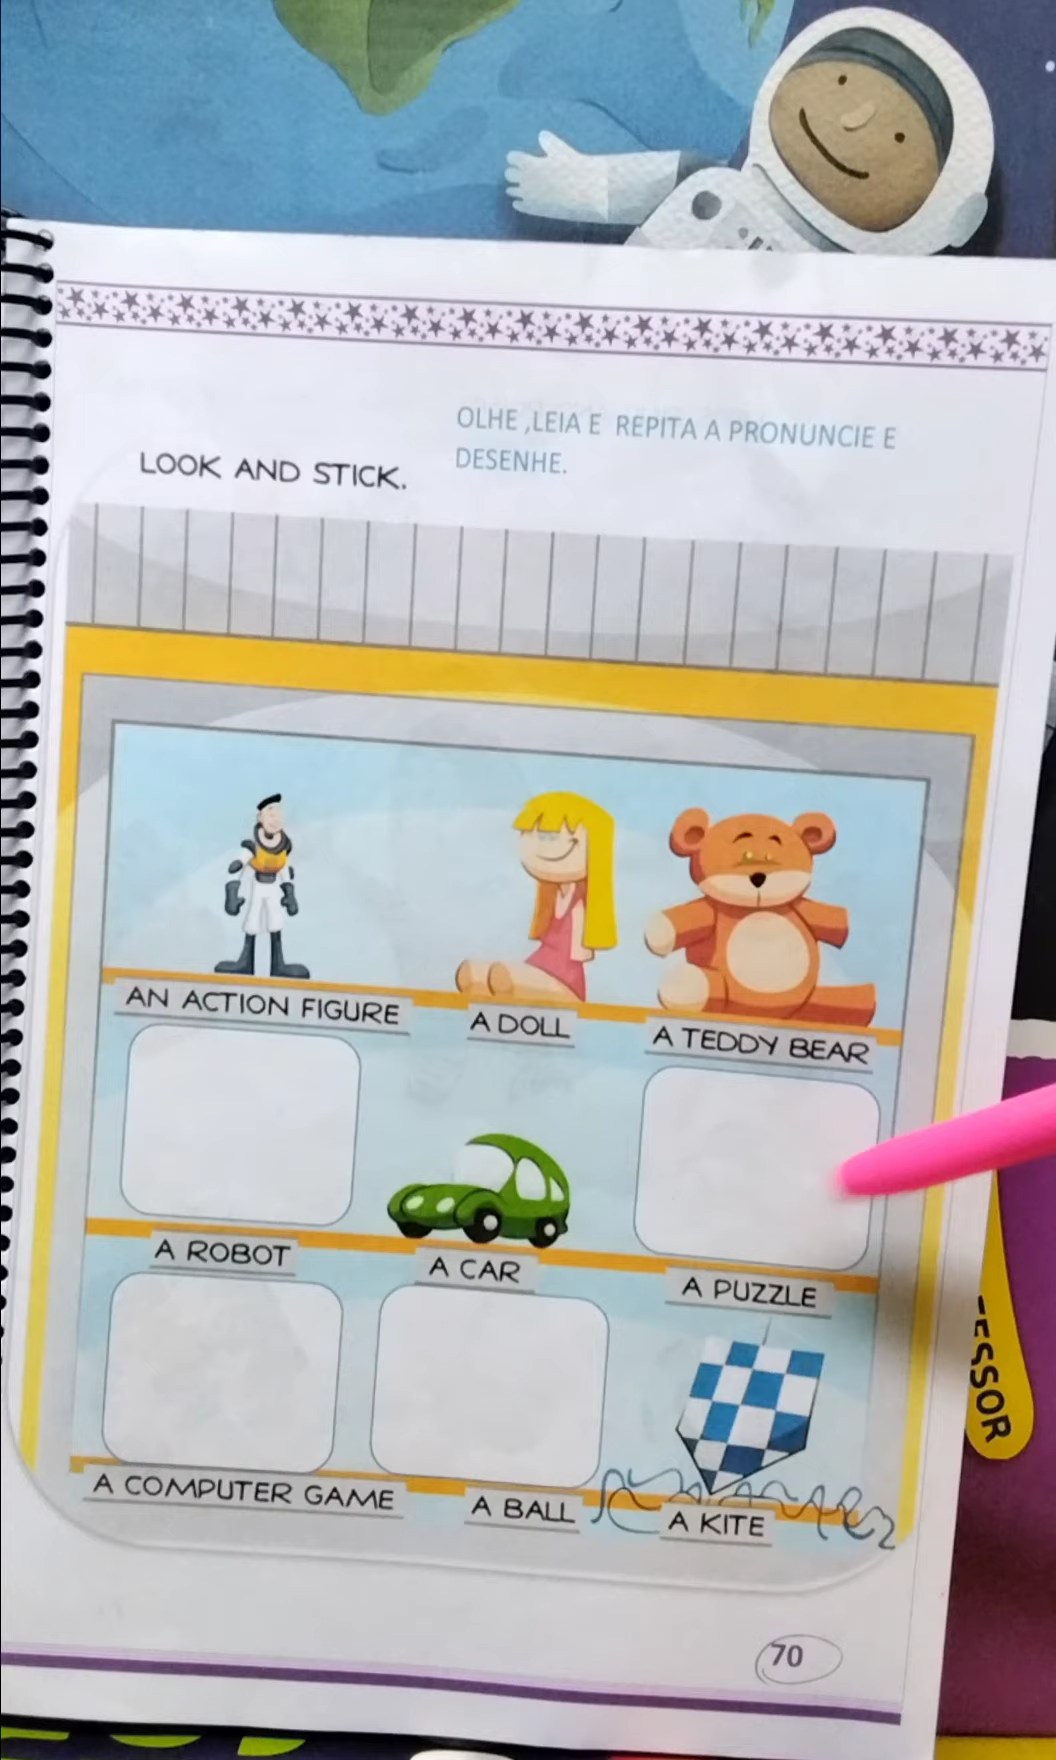 OLHE ,LEIA E REPITA A PRONUNCIE E
DESENHE.
LOOK AND STICK.
AN ACTION FIGURE
A DOLL
A TEDDY BEAR
A ROBOT
A CAR
A PUZZLE
A COMPUTER GAME
A BALL
A KITE
70
ESSOR